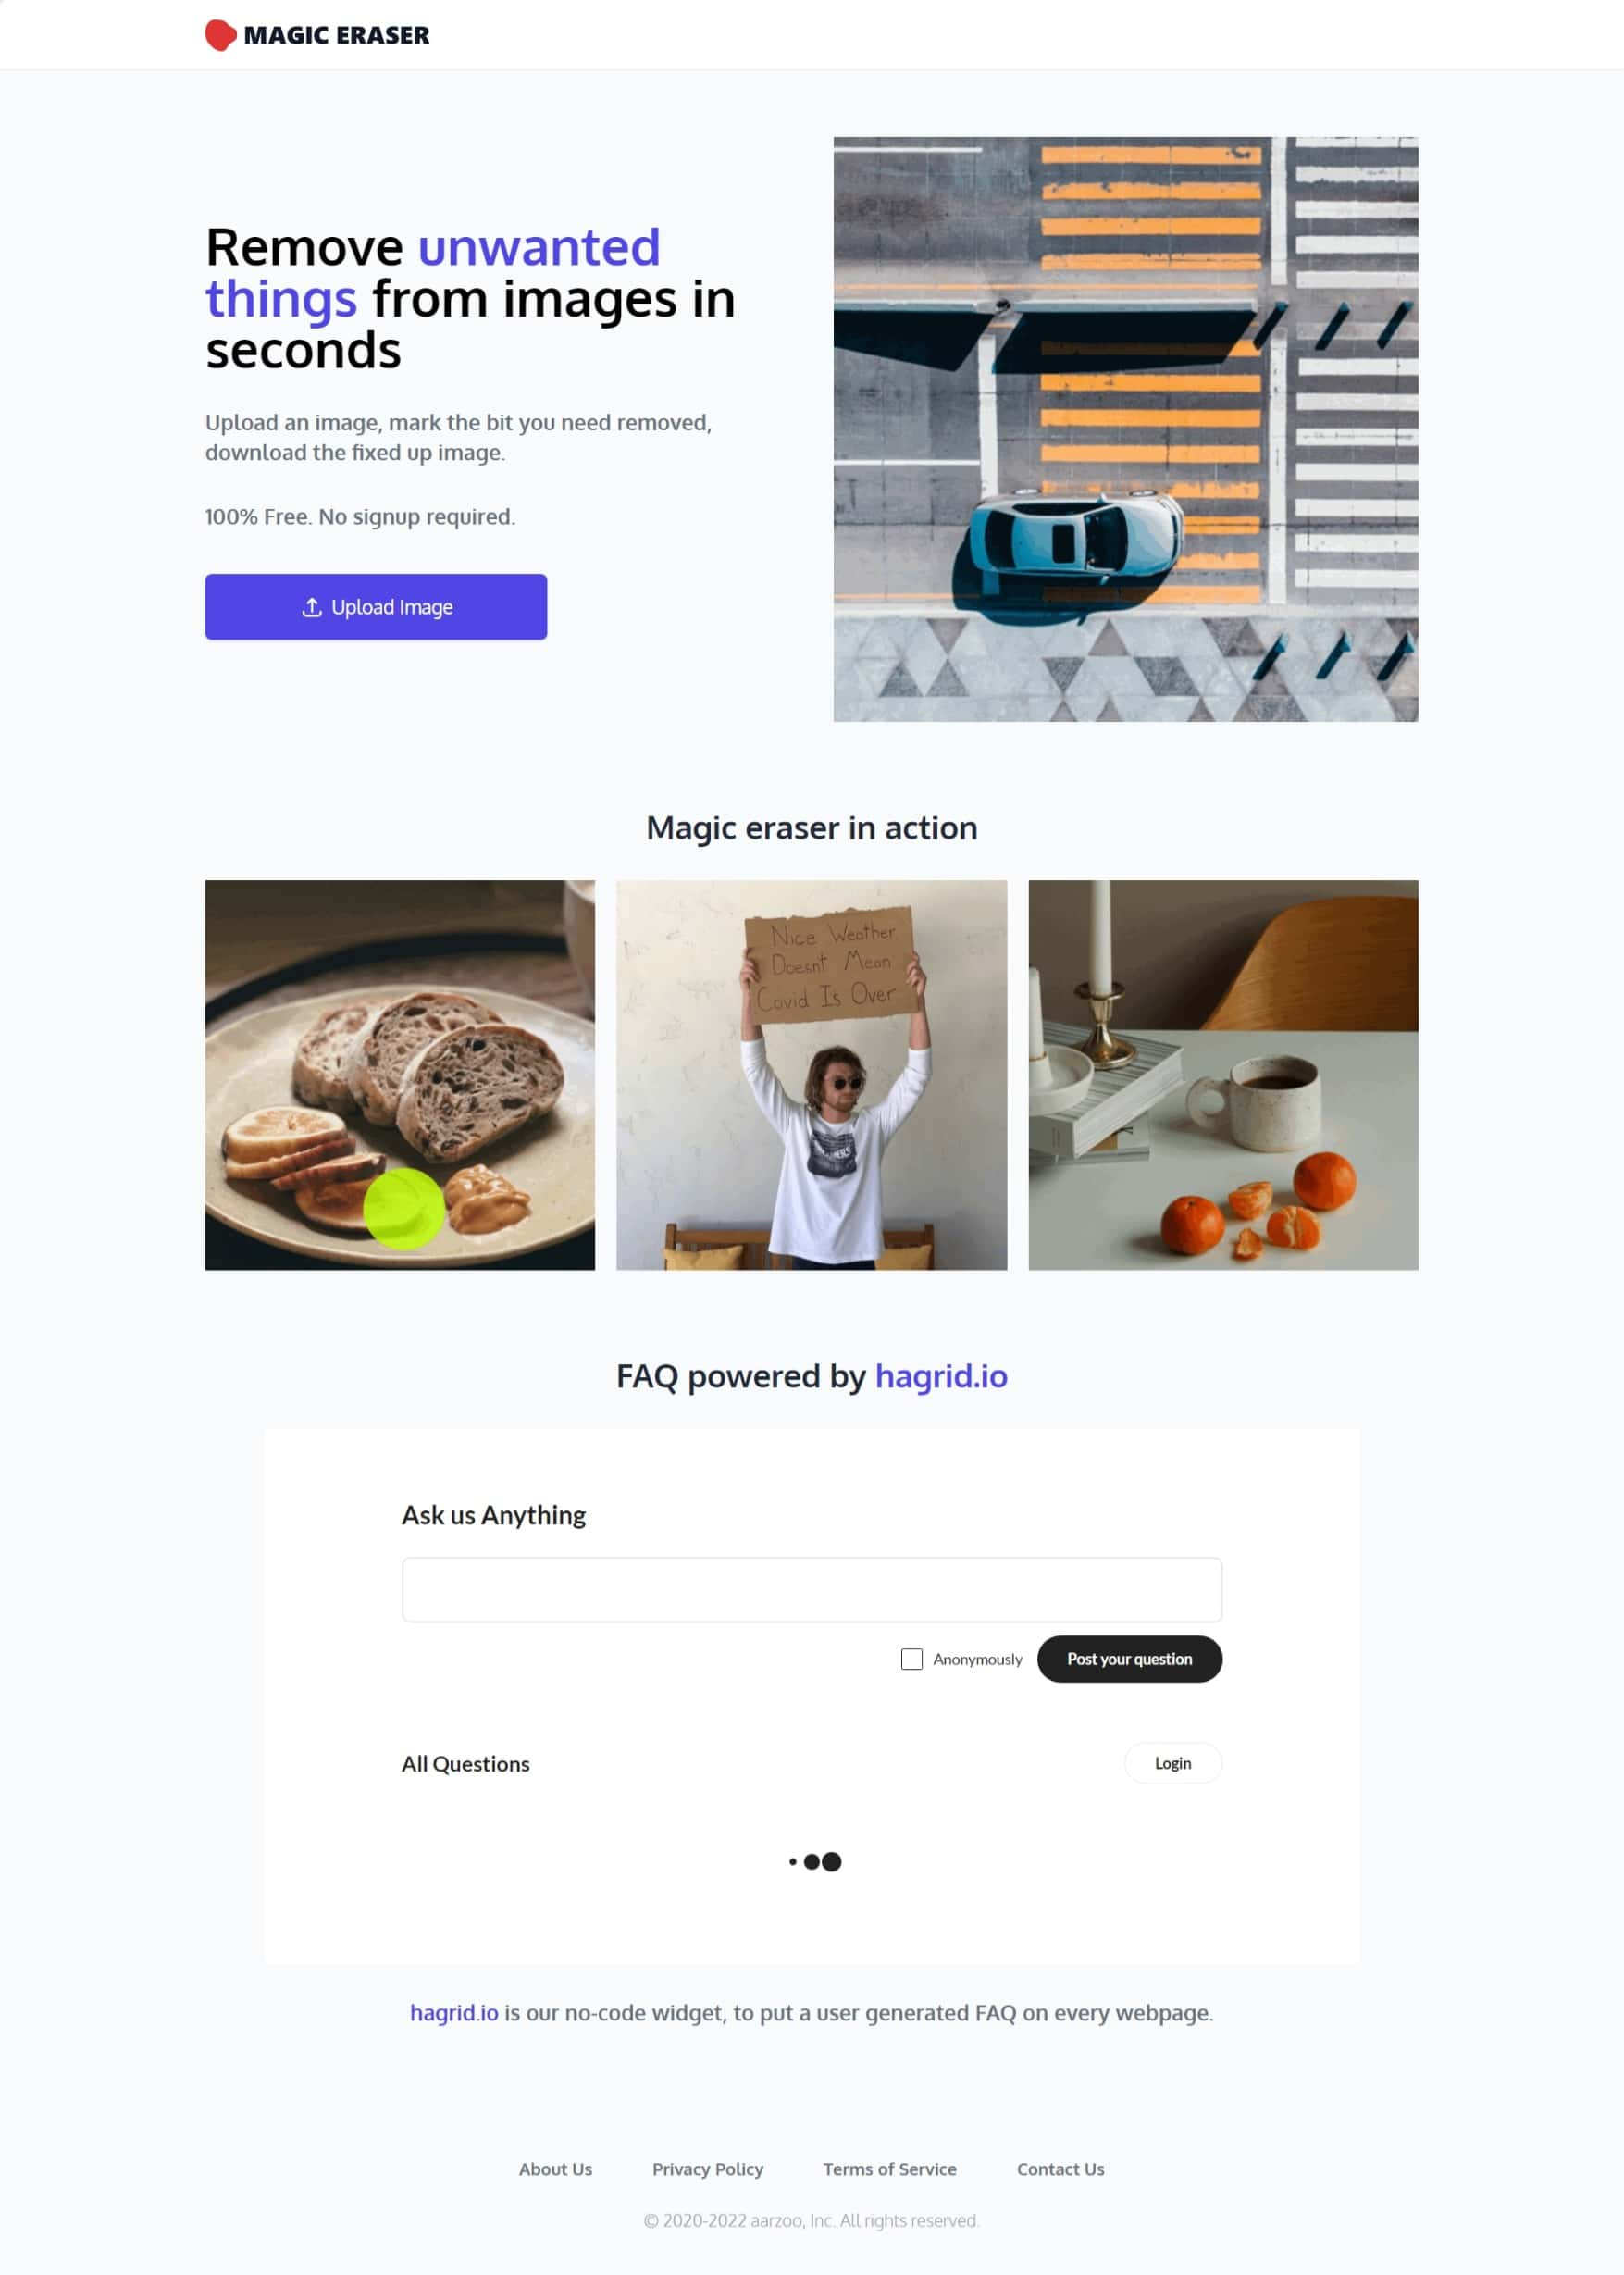 MAGIC ERASER
Remove unwanted
things from images in
seconds
Upload an image, mark the bit you need removed,
download the fixed up image.
100% Free. No signup required.
Upload Image
Magic eraser in action
Nice Weather
Doesnt Mean
Covid Is Over
FAQ powered by hagrid.io
Ask us Anything
Anonymously
Post your question
All Questions
Login
hagrid.io is our no-code widget, to put a user generated FAQ on every webpage.
About Us
Privacy Policy
Terms of Service
Contact Us
© 2020-2022 aarzoo, Inc. All rights reserved.